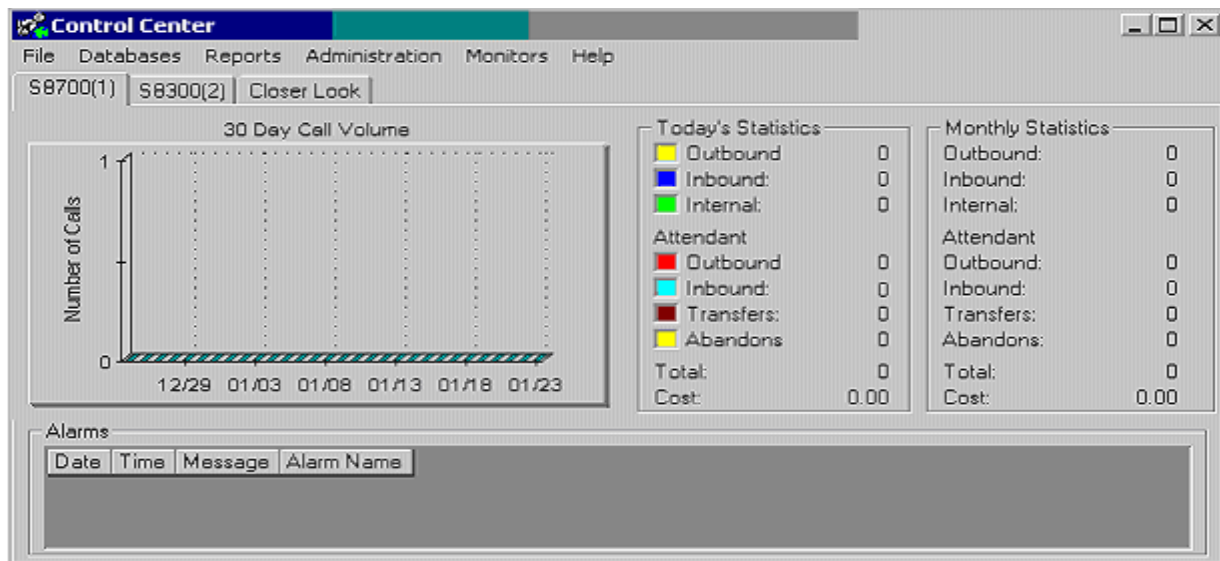 Control Center
File Databases Reports Administration Monitors Help
S8700(1) S8300(2) Closer Look
30 Day Call Volume
Number of Calls
1
0
12/29 01/03 01/08 01/13 01/18 01/23
Today's Statistics
Outbound 0
Inbound: 0
Internal: 0
Attendant
Outbound 0
Inbound: 0
Transfers: 0
Abandons 0
Total: 0
Cost: 0.00
Monthly Statistics
Outbound: 0
Inbound: 0
Internal: 0
Attendant
Outbound: 0
Inbound: 0
Transfers: 0
Abandons: 0
Total: 0
Cost: 0.00
Alarms
Date Time Message Alarm Name